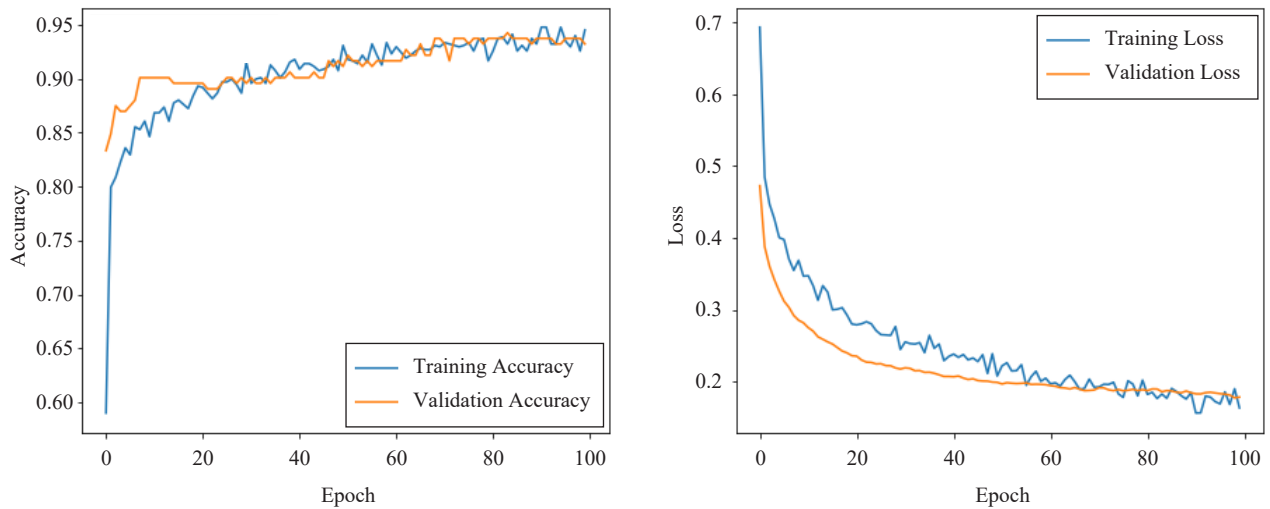 0.95
0.90
0.85
0.80
0.75
0.70
0.65
0.60
Accuracy
Training Accuracy
Validation Accuracy
0 20 40 60 80 100
Epoch
0.7
0.6
0.5
0.4
0.3
0.2
Loss
Training Loss
Validation Loss
0 20 40 60 80 100
Epoch